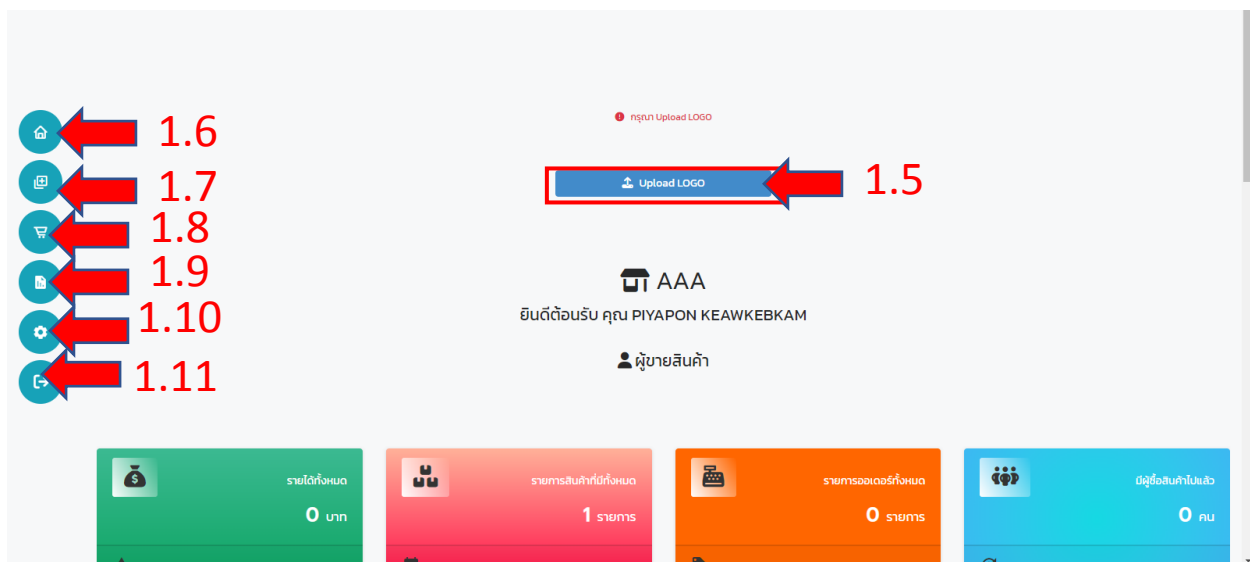 กรุณา Upload LOGO
1.6
Upload LOGO
1.5
1.7
1.8
1.9
AAA
1.10
ยินดีต้อนรับ คุณ PIYAPON KEAWKEBKAM
1.11
ผู้ขายสินค้า
รายได้ทั้งหมด
0 บาท
รายการสินค้าที่มีทั้งหมด
1 รายการ
รายการออเดอร์ทั้งหมด
0 รายการ
มีผู้ซื้อสินค้าไปแล้ว
0 คน